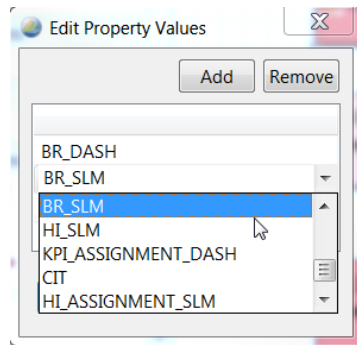 Edit Property Values
Add Remove
BR_DASH
BR_SLM
BR_SLM
HI_SLM
KPI_ASSIGNMENT_DASH
CIT
HI_ASSIGNMENT_SLM